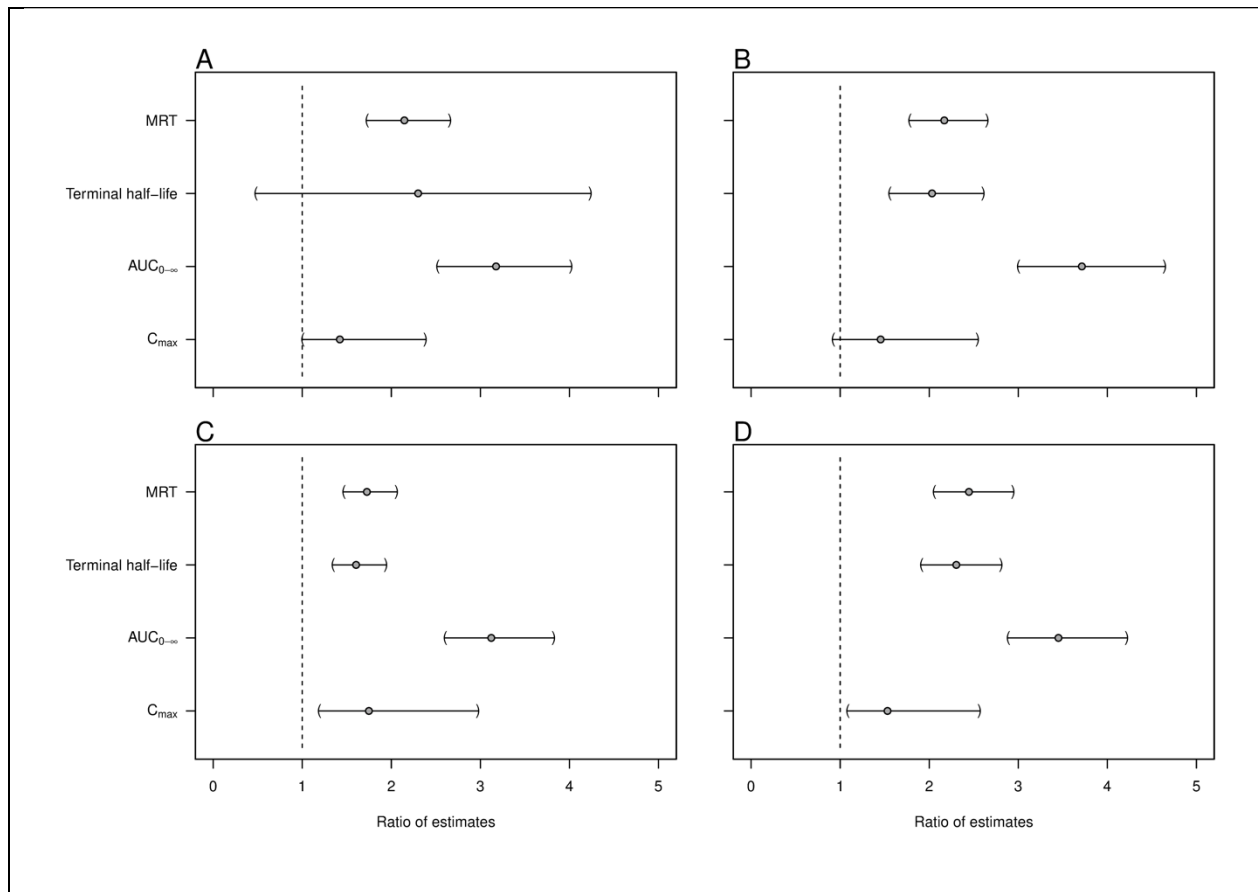 A
B
MRT
Terminal half–life
AUC0–∞
Cmax
C
D
MRT
Terminal half–life
AUC0–∞
Cmax
0 1 2 3 4 5
0 1 2 3 4 5
Ratio of estimates
Ratio of estimates